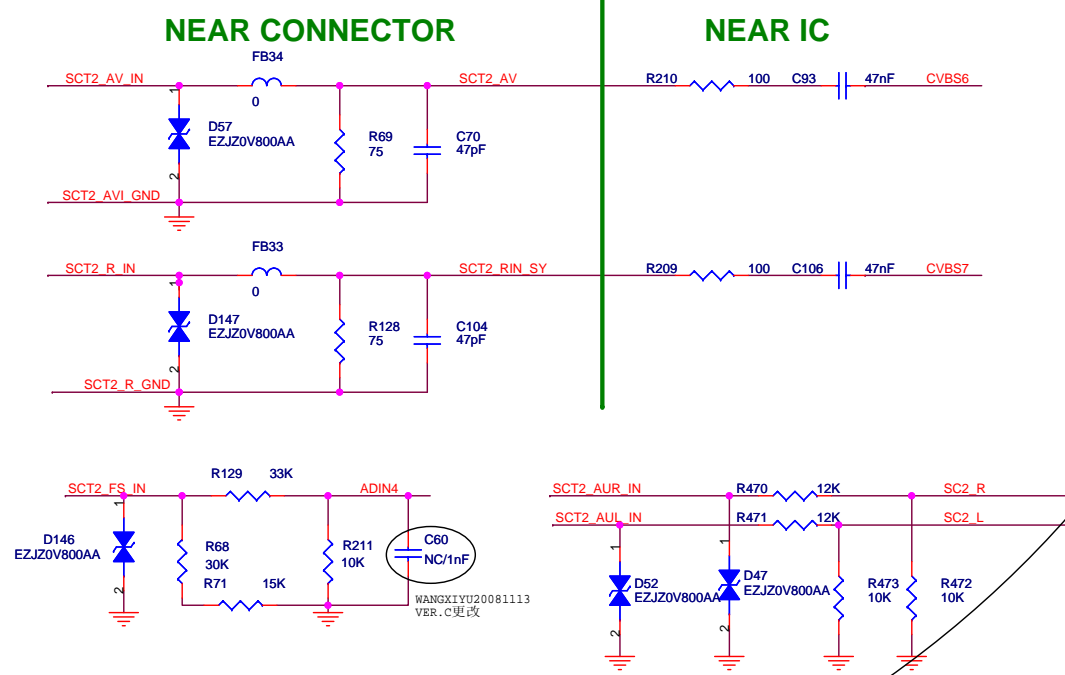 NEAR CONNECTOR
NEAR IC
FB34
SCT2_AV_IN
SCT2_AV
R210
100
C93
47nF
CVBS6
0
1
D57
EZJZ0V800AA
R69
75
C70
47pF
2
SCT2_AVI_GND
FB33
SCT2_R_IN
SCT2_RIN_SY
R209
100
C106
47nF
CVBS7
0
1
D147
EZJZ0V800AA
R128
75
C104
47pF
2
SCT2_R_GND
R129
33K
SCT2_FS_IN
ADIN4
1
D146
EZJZ0V800AA
R68
30K
R211
10K
C60
NC/1nF
R71
15K
2
WANGXIYU20081113
VER.C更改
SCT2_AUR_IN
R470
12K
SC2_R
SCT2_AUL_IN
R471
12K
SC2_L
1
1
D52
EZJZ0V800AA
D47
EZJZ0V800AA
R473
10K
R472
10K
2
2